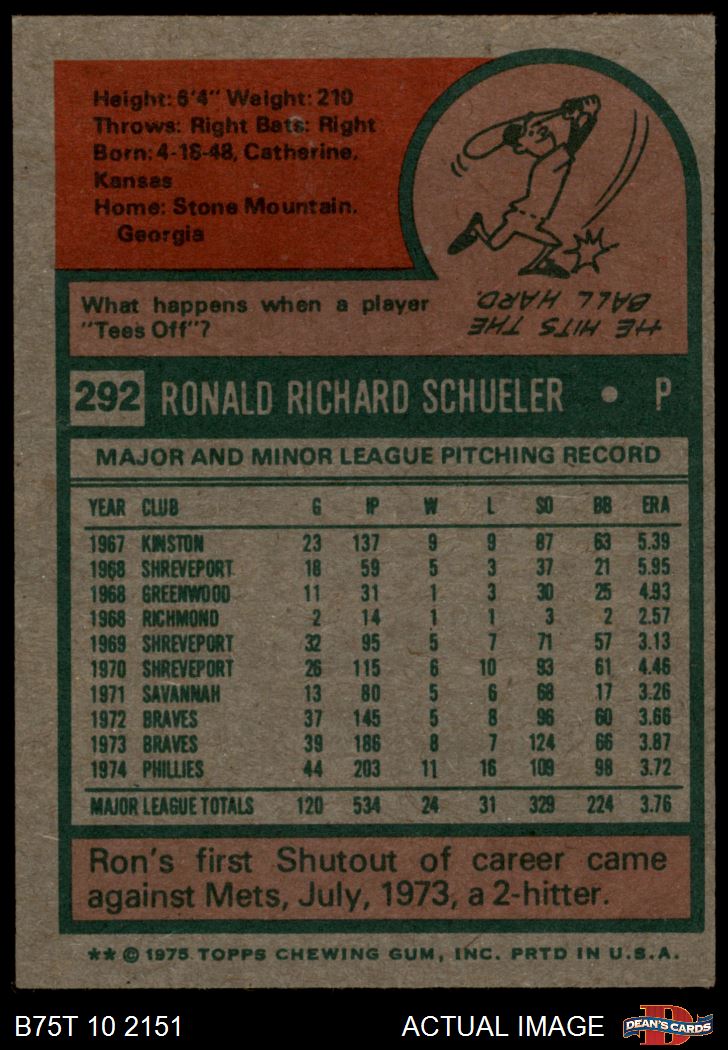 Height: 6'4" Weight: 210
Throws: Right Bats: Right
Born: 4-18-48, Catherine,
Kansas
Home: Stone Mountain,
Georgia
What happens when a player
"Tees Off"?
HE HITS THE
BALL HARD.
292 RONALD RICHARD SCHUELER • P
MAJOR AND MINOR LEAGUE PITCHING RECORD
YEAR CLUB G IP W L SO BB ERA
1967 KINSTON 23 137 9 9 87 63 5.39
1968 SHREVEPORT 18 59 5 3 37 21 5.95
1968 GREENWOOD 11 31 1 3 30 25 4.93
1968 RICHMOND 2 14 1 1 3 2 2.57
1969 SHREVEPORT 32 95 5 7 71 57 3.13
1970 SHREVEPORT 26 115 6 10 93 61 4.46
1971 SAVANNAH 13 80 5 6 68 17 3.26
1972 BRAVES 37 145 5 8 96 60 3.66
1973 BRAVES 39 186 8 7 124 66 3.87
1974 PHILLIES 44 203 11 16 109 98 3.72
MAJOR LEAGUE TOTALS 120 534 24 31 329 224 3.76
Ron's first Shutout of career came
against Mets, July, 1973, a 2-hitter.
** © 1975 TOPPS CHEWING GUM, INC. PRTD IN U.S.A.
B75T 10 2151 ACTUAL IMAGE D DEAN'S CARDS